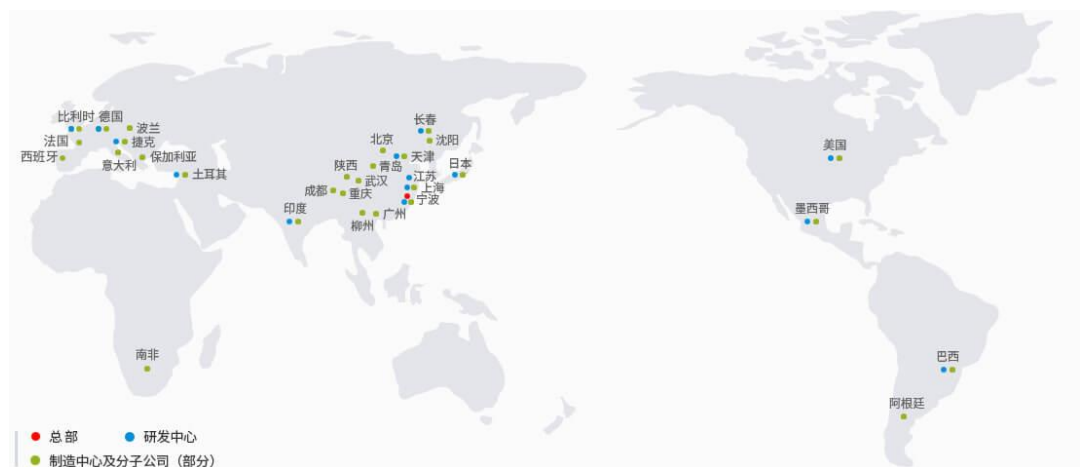 长春
比利时 德国
波兰
法国
捷克
北京
沈阳
美国
西班牙
保加利亚
意大利
天津
日本
陕西
青岛
土耳其
武汉
江苏
成都
重庆
上海
宁波
印度
广州
墨西哥
柳州
南非
巴西
阿根廷
总部
研发中心
制造中心及分子公司（部分）